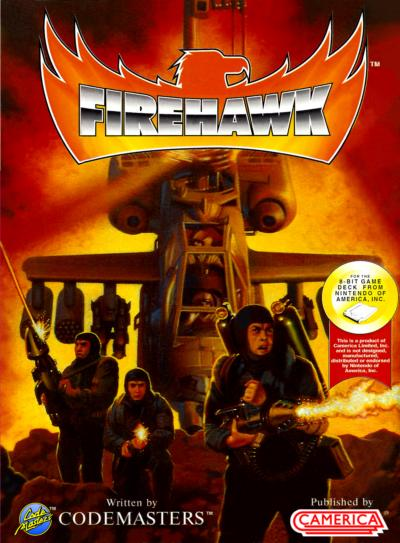 FIREHAWK
TM
FOR THE
8-BIT GAME
DECK FROM
NINTENDO OF
AMERICA, INC.
This is a product of
Camerica Limited, Inc.
and is not designed,
manufactured,
distributed or endorsed
by Nintendo of
America, Inc.
Code
Masters
TM
Written by
CODEMASTERS™
Published by
CAMERICA®